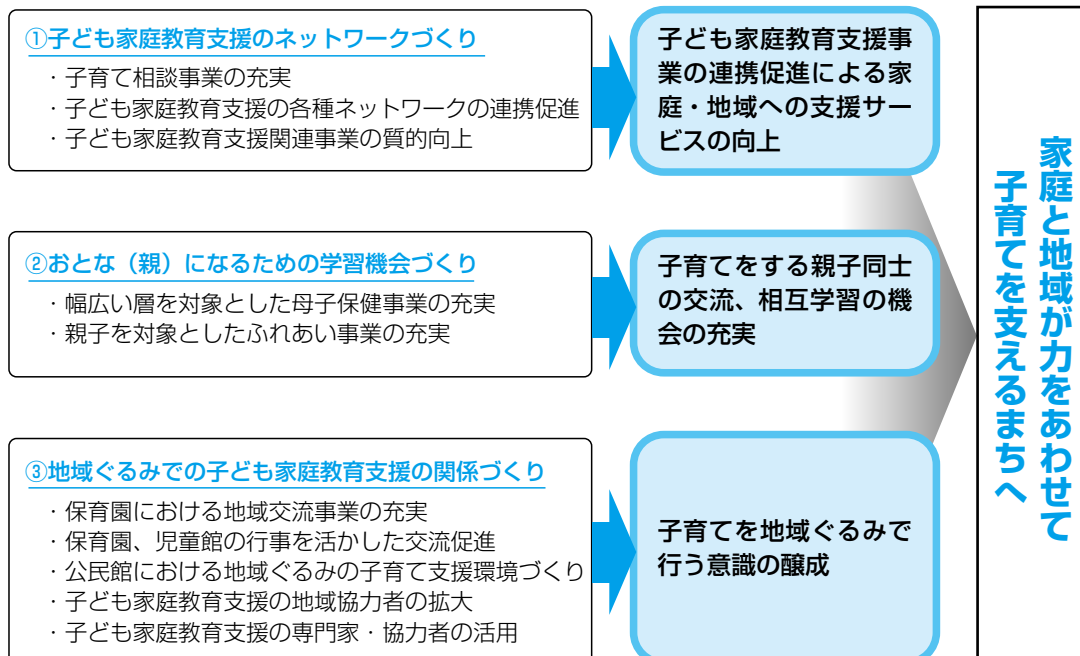 ①子ども家庭教育支援のネットワークづくり
・子育て相談事業の充実
・子ども家庭教育支援の各種ネットワークの連携促進
・子ども家庭教育支援関連事業の質的向上
子ども家庭教育支援事
業の連携促進による家
庭・地域への支援サー
ビスの向上
②おとな（親）になるための学習機会づくり
・幅広い層を対象とした母子保健事業の充実
・親子を対象としたふれあい事業の充実
子育てをする親子同士
の交流、相互学習の機
会の充実
③地域ぐるみでの子ども家庭教育支援の関係づくり
・保育園における地域交流事業の充実
・保育園、児童館の行事を活かした交流促進
・公民館における地域ぐるみの子育て支援環境づくり
・子ども家庭教育支援の地域協力者の拡大
・子ども家庭教育支援の専門家・協力者の活用
子育てを地域ぐるみで
行う意識の醸成
家庭と地域が力をあわせて
子育てを支えるまちへ